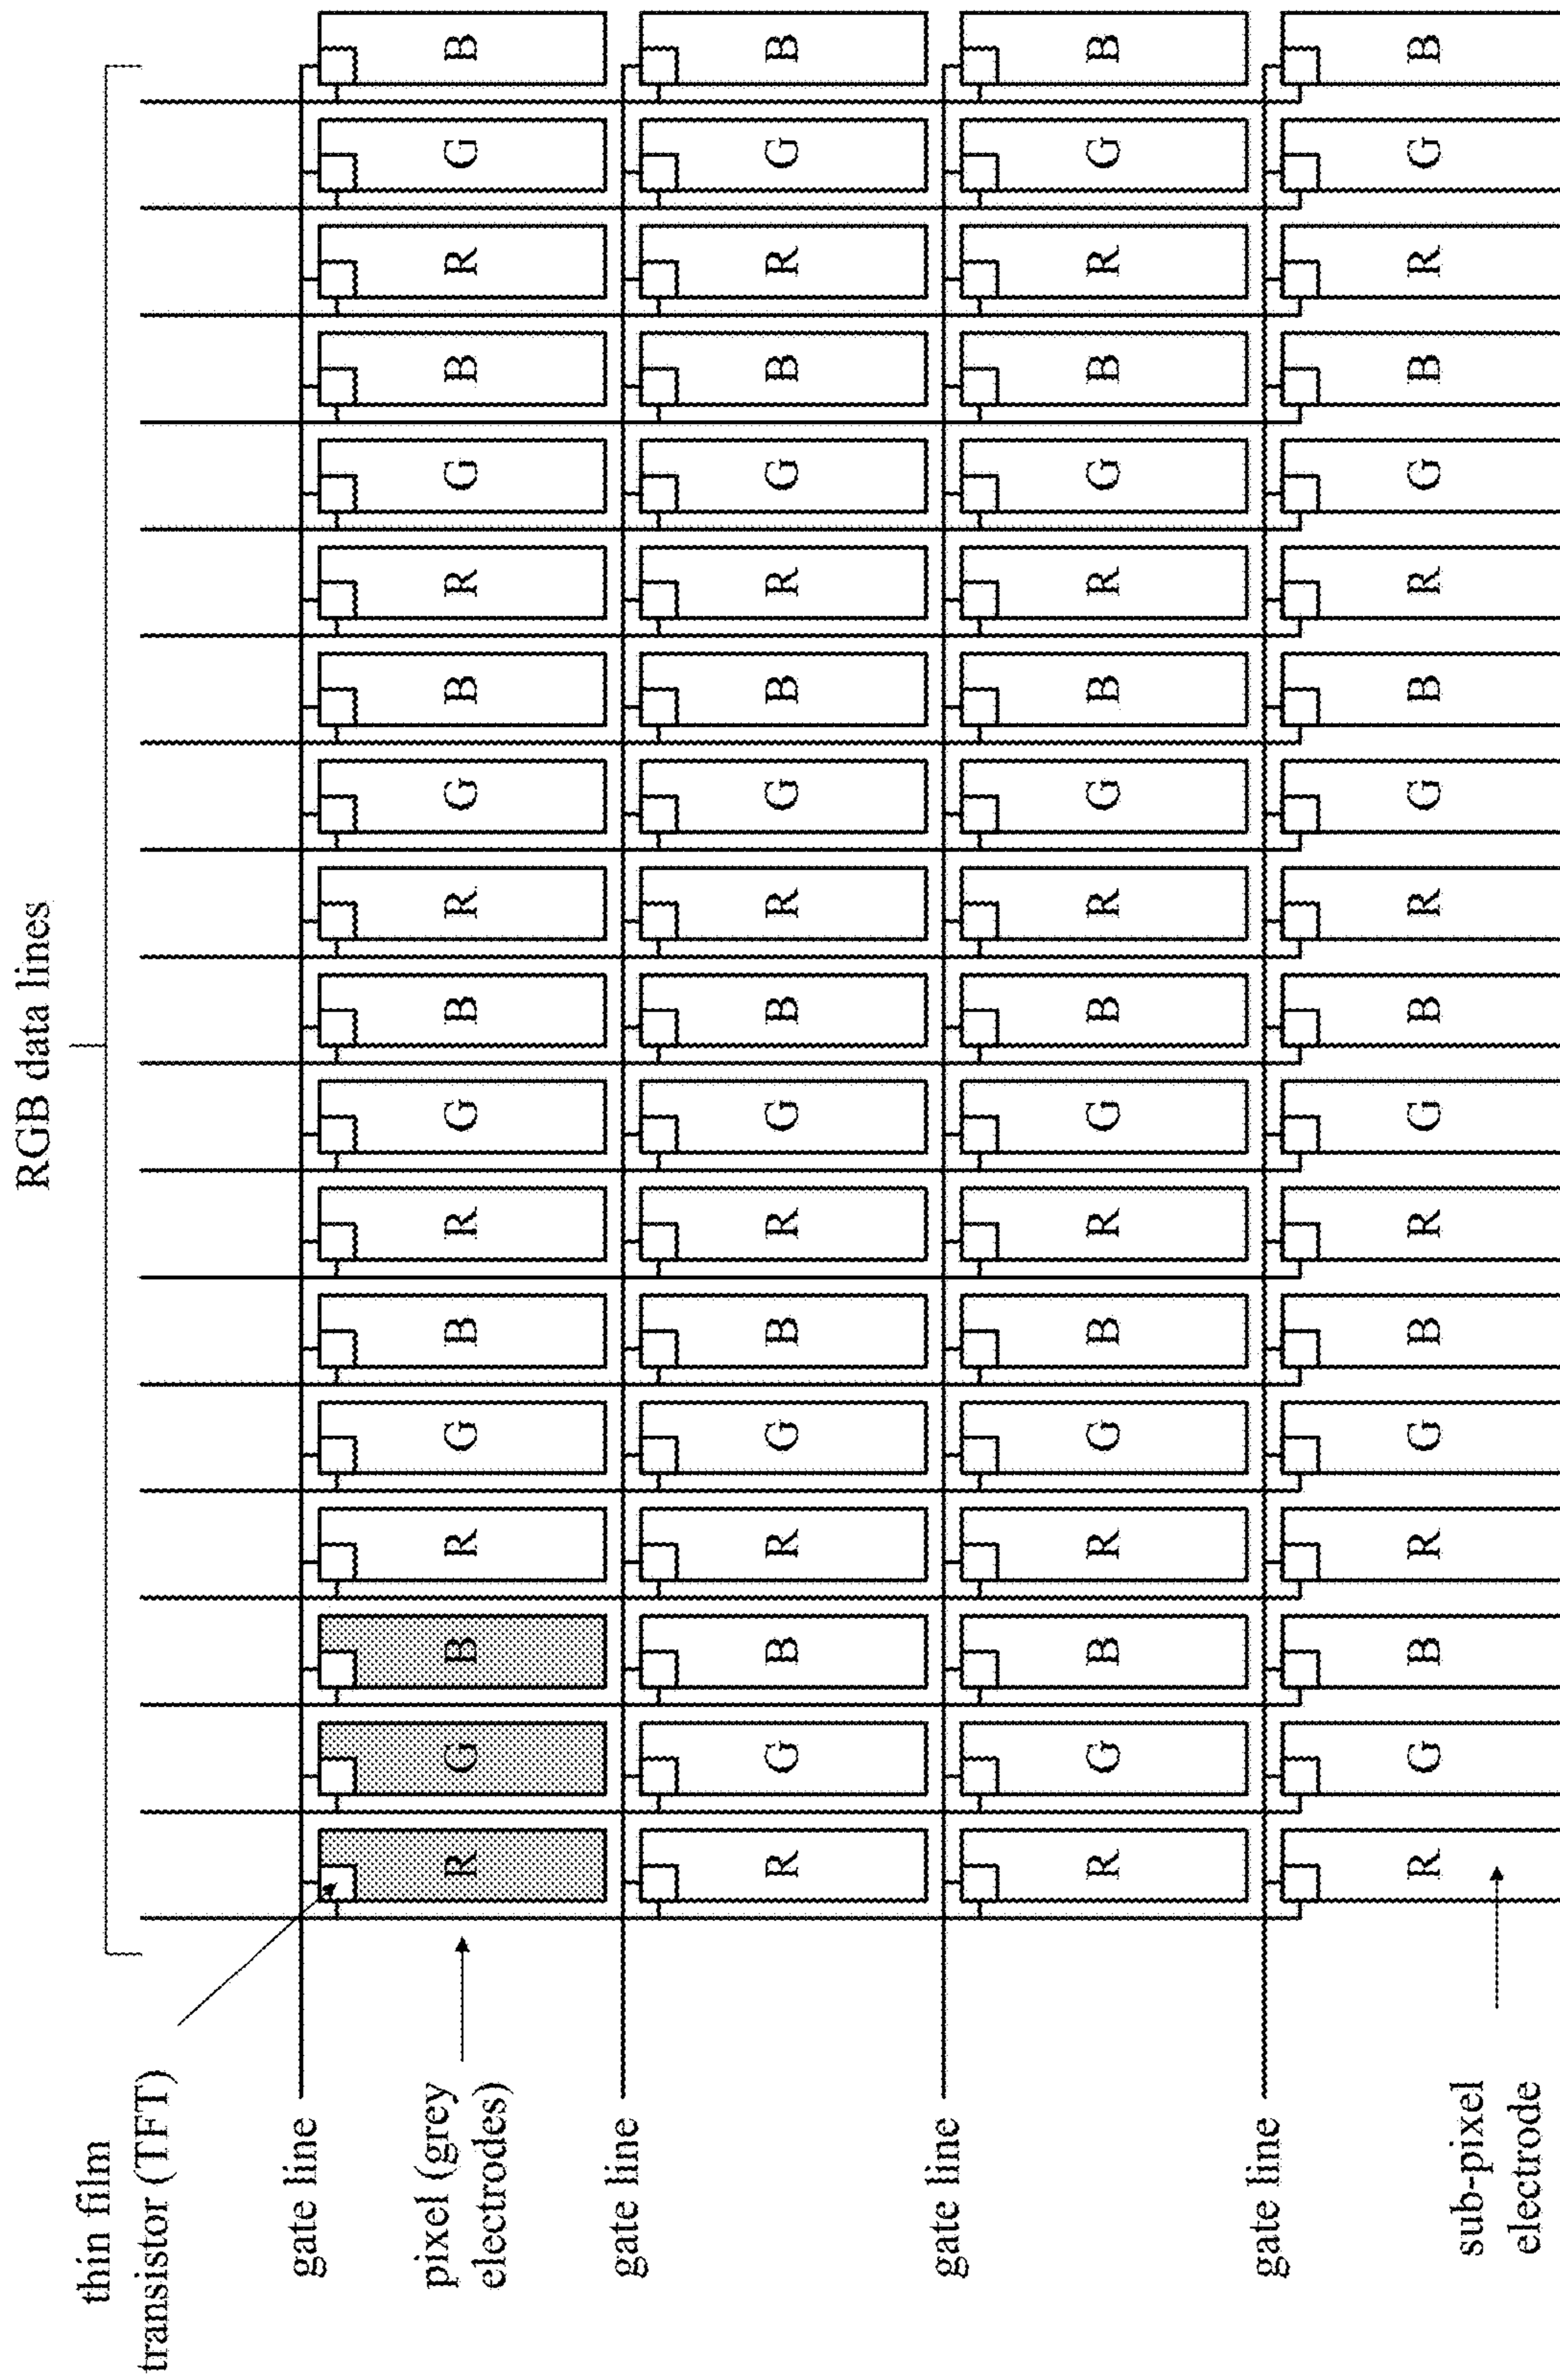 RGB data lines
thin film
transistor (TFT)
gate line
pixel (grey
electrodes)
R G B R G B R G B R G B R G B R G B
gate line
R G B R G B R G B R G B R G B R G B
gate line
R G B R G B R G B R G B R G B R G B
gate line
R G B R G B R G B R G B R G B R G B
sub-pixel
electrode